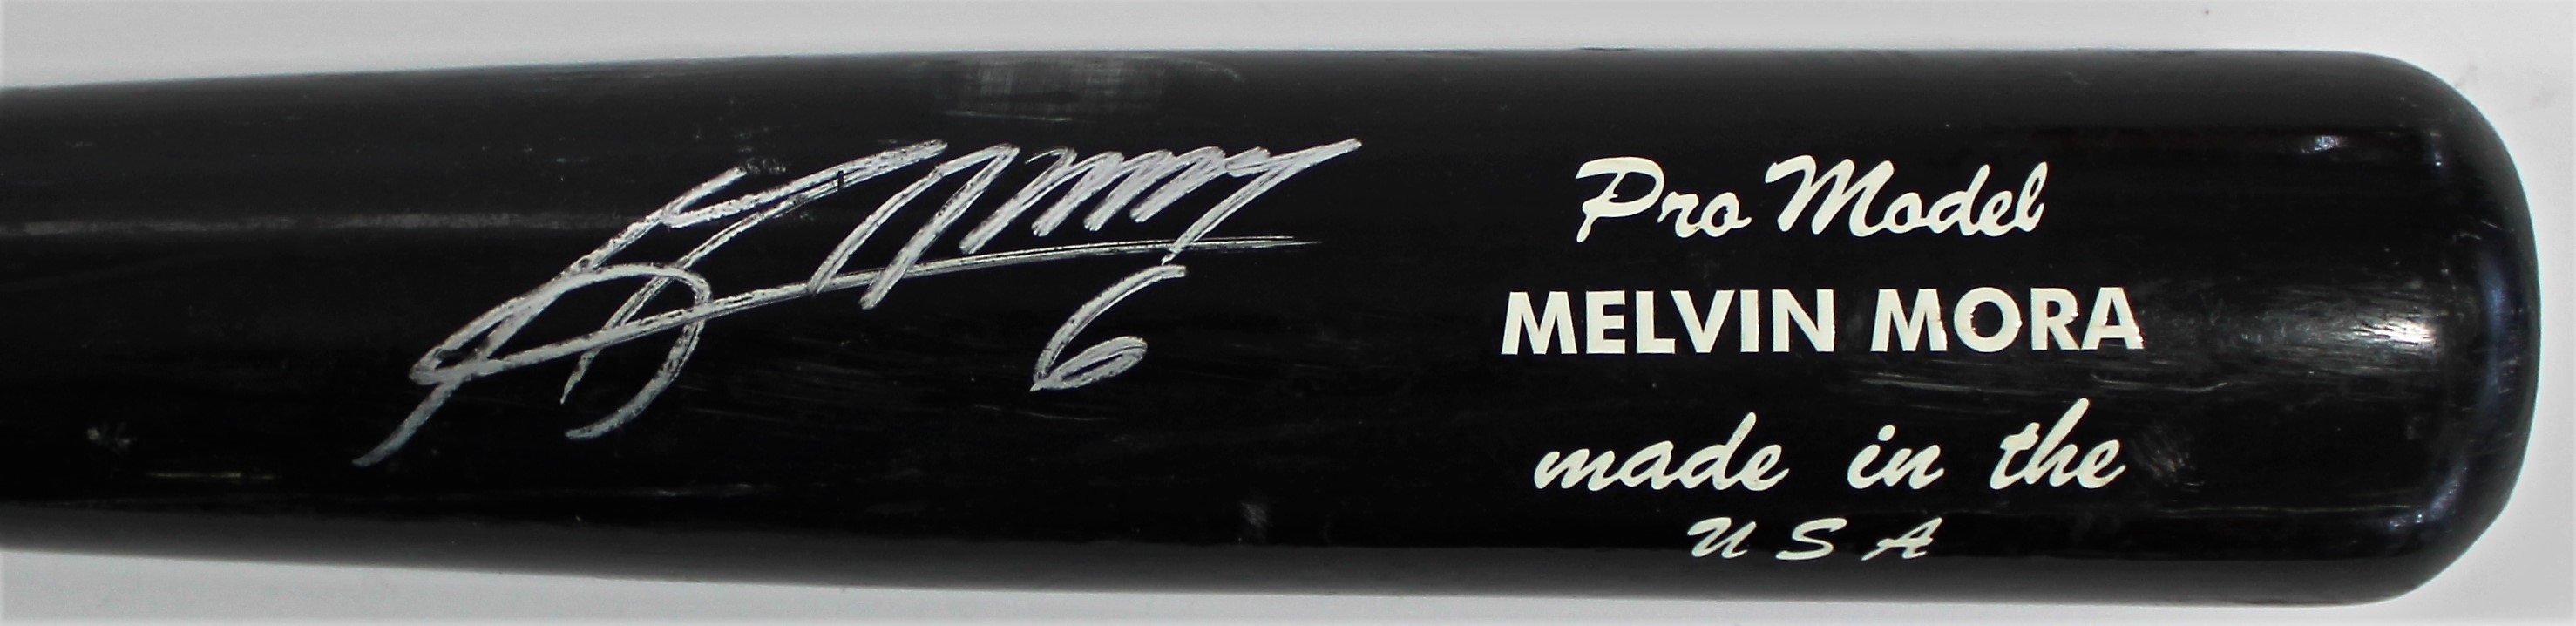 6
Pro Model
MELVIN MORA
made in the
USA